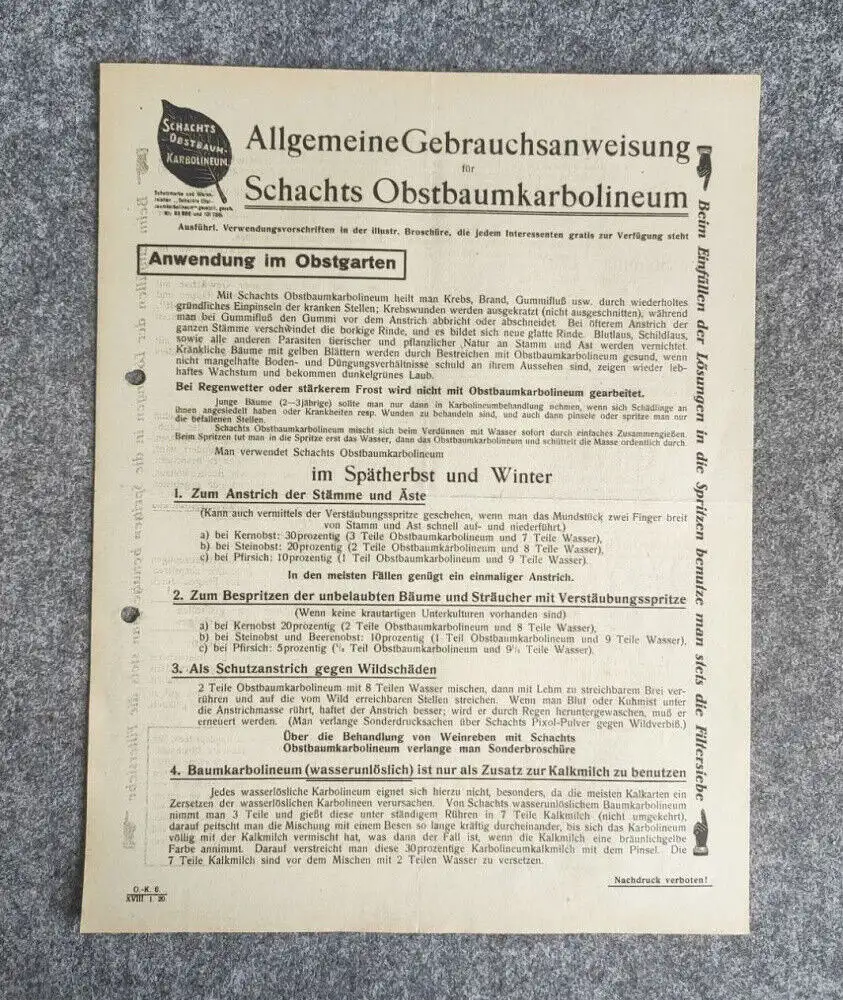 SCHACHTS
OBSTBAUM-
KARBOLINEUM
Schutzmarke und Waren-
Nr. und
Allgemeine Gebrauchsanweisung
für
Schachts Obstbaumkarbolineum
Ausführl. Verwendungsvorschriften in der illustr. Broschüre, die jedem Interessenten gratis zur Verfügung steht
Anwendung im Obstgarten
Mit Schachts Obstbaumkarbolineum heilt man Krebs, Brand, Gummifluß usw. durch wiederholtes
gründliches Einpinseln der kranken Stellen; Krebswunden werden ausgekratzt (nicht ausgeschnitten), während
man bei Gummifluß den Gummi vor dem Anstrich abbricht oder abschneidet. Bei öfterem Anstrich der
ganzen Stämme verschwindet die borkige Rinde, und es bildet sich neue glatte Rinde. Blutlaus, Schildlaus,
sowie alle anderen Parasiten tierischer und pflanzlicher Natur an Stamm und Ast werden vernichtet.
Kränkliche Bäume mit gelben Blättern werden durch Bestreichen mit Obstbaumkarbolineum gesund, wenn
nicht mangelhafte Boden- und Düngungsverhältnisse schuld an ihrem Aussehen sind, zeigen wieder leb-
haftes Wachstum und bekommen dunkelgrünes Laub.
Bei Regenwetter oder stärkerem Frost wird nicht mit Obstbaumkarbolineum gearbeitet.
Junge Bäume (2—3jährige) sollte man nur dann in Karbolineumbehandlung nehmen, wenn sich Schädlinge an
ihnen angesiedelt haben oder Krankheiten resp. Wunden zu behandeln sind, und auch dann pinsele oder spritze man nur
die befallenen Stellen.
Schachts Obstbaumkarbolineum mischt sich beim Verdünnen mit Wasser sofort durch einfaches Zusammengießen.
Beim Spritzen tut man in die Spritze erst das Wasser, dann das Obstbaumkarbolineum und schüttelt die Masse ordentlich durch.
Man verwendet Schachts Obstbaumkarbolineum
im Spätherbst und Winter
1. Zum Anstrich der Stämme und Äste
(Kann auch vermittels der Verstäubungsspritze geschehen, wenn man das Mundstück zwei Finger breit
von Stamm und Ast schnell auf- und niederführt.)
a) bei Kernobst: 30prozentig (3 Teile Obstbaumkarbolineum und 7 Teile Wasser),
b) bei Steinobst: 20prozentig (2 Teile Obstbaumkarbolineum und 8 Teile Wasser),
c) bei Pfirsich: 10prozentig (1 Teil Obstbaumkarbolineum und 9 Teile Wasser).
In den meisten Fällen genügt ein einmaliger Anstrich.
2. Zum Bespritzen der unbelaubten Bäume und Sträucher mit Verstäubungsspritze
(Wenn keine krautartigen Unterkulturen vorhanden sind)
a) bei Kernobst 20prozentig (2 Teile Obstbaumkarbolineum und 8 Teile Wasser),
b) bei Steinobst und Beerenobst: 10prozentig (1 Teil Obstbaumkarbolineum und 9 Teile Wasser).
c) bei Pfirsich: 5prozentig (½ Teil Obstbaumkarbolineum und 9½ Teile Wasser).
3. Als Schutzanstrich gegen Wildschäden
2 Teile Obstbaumkarbolineum mit 8 Teilen Wasser mischen, dann mit Lehm zu streichbarem Brei ver-
rühren und auf die vom Wild erreichbaren Stellen streichen. Wenn man Blut oder Kuhmist unter
die Anstrichmasse rührt, haftet der Anstrich besser; wird er durch Regen heruntergewaschen, muß er
erneuert werden. (Man verlange Sonderdrucksachen über Schachts Pixol-Pulver gegen Wildverbiß.)
Über die Behandlung von Weinreben mit Schachts
Obstbaumkarbolineum verlange man Sonderbroschüre
4. Baumkarbolineum (wasserunlöslich) ist nur als Zusatz zur Kalkmilch zu benutzen
Jedes wasserlösliche Karbolineum eignet sich hierzu nicht, besonders, da die meisten Kalkarten ein
Zersetzen der wasserlöslichen Karbolineen verursachen. Von Schachts wasserunlöslichem Baumkarbolineum
nimmt man 3 Teile und gießt diese unter ständigem Rühren in 7 Teile Kalkmilch (nicht umgekehrt),
darauf peitscht man die Mischung mit einem Besen so lange kräftig durcheinander, bis sich das Karbolineum
völlig mit der Kalkmilch vermischt hat, was dann der Fall ist, wenn die Kalkmilch eine bräunlichgelbe
Farbe annimmt. Darauf verstreicht man diese 30prozentige Karbolineumkalkmilch mit dem Pinsel. Die
7 Teile Kalkmilch sind vor dem Mischen mit 2 Teilen Wasser zu versetzen.
Nachdruck verboten!
O.-K. 6.
XVIII 1. 20
Beim Einfüllen der Lösungen in die Spritzen benutze man stets die Filtersiebe